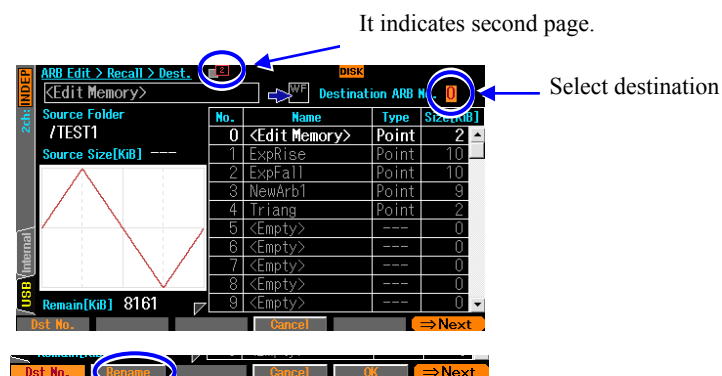 It indicates second page.
Select destination
ARB Edit > Recall > Dest. 2 DISK
<Edit Memory> WF Destination ARB No. 0
2ch: INDEP
Source Folder
/TEST1
Source Size[KiB] ---
No. Name Type Size[KiB]
0 <Edit Memory> Point 2
1 ExpRise Point 10
2 ExpFall Point 10
3 NewArb1 Point 9
4 Triang Point 2
5 <Empty> --- 0
6 <Empty> --- 0
7 <Empty> --- 0
8 <Empty> --- 0
9 <Empty> --- 0
Internal
USB
Remain[KiB] 8161
Dst No. Cancel ⇒Next
Dst No. Rename Cancel OK ⇒Next